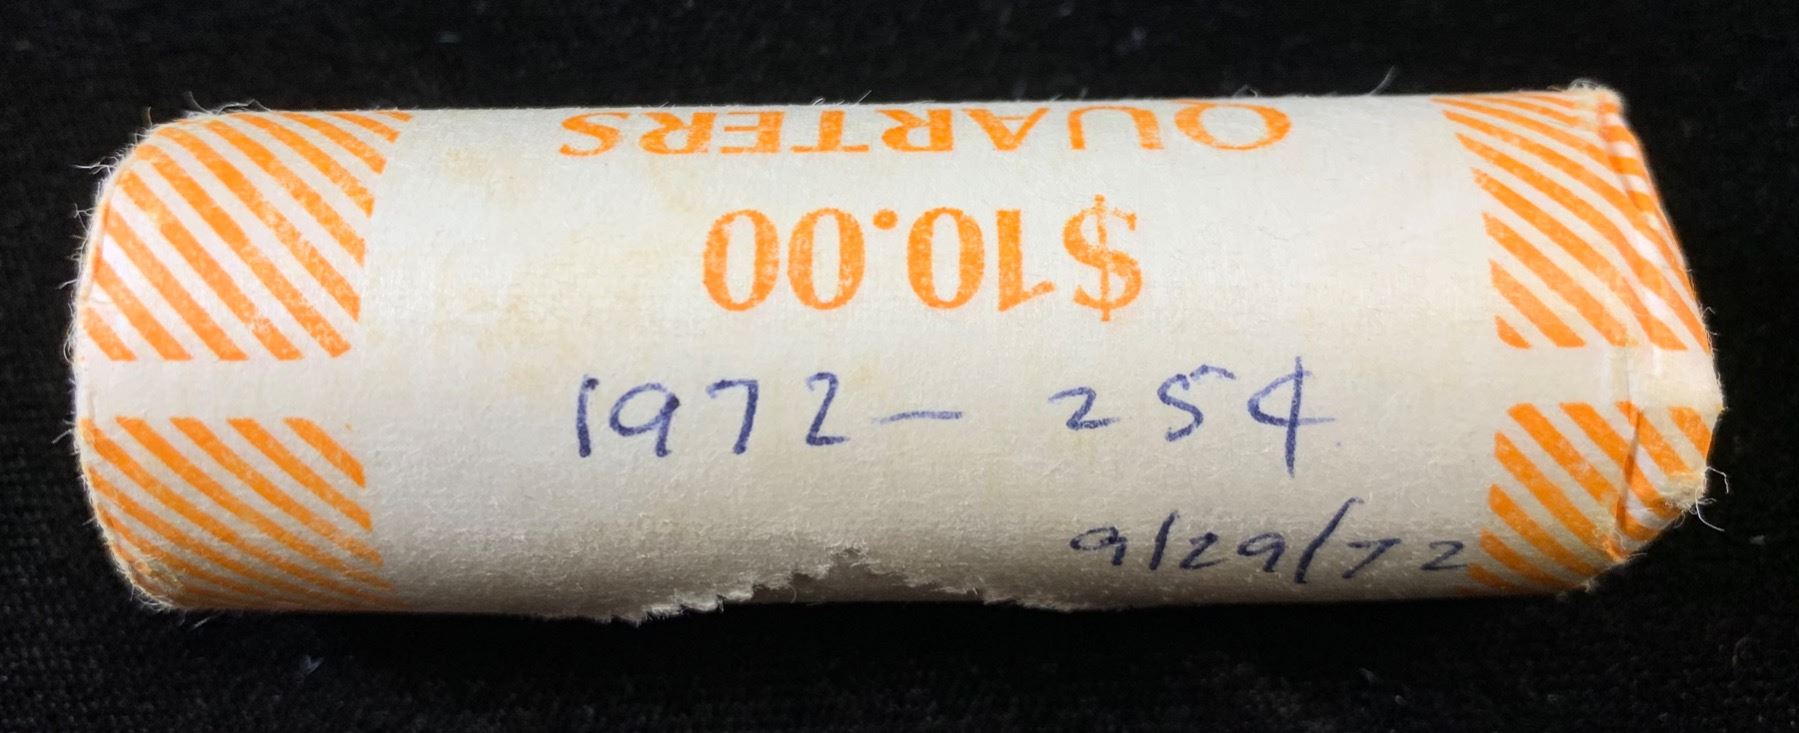 QUARTERS
$10.00
1972 - 25¢
9/29/72